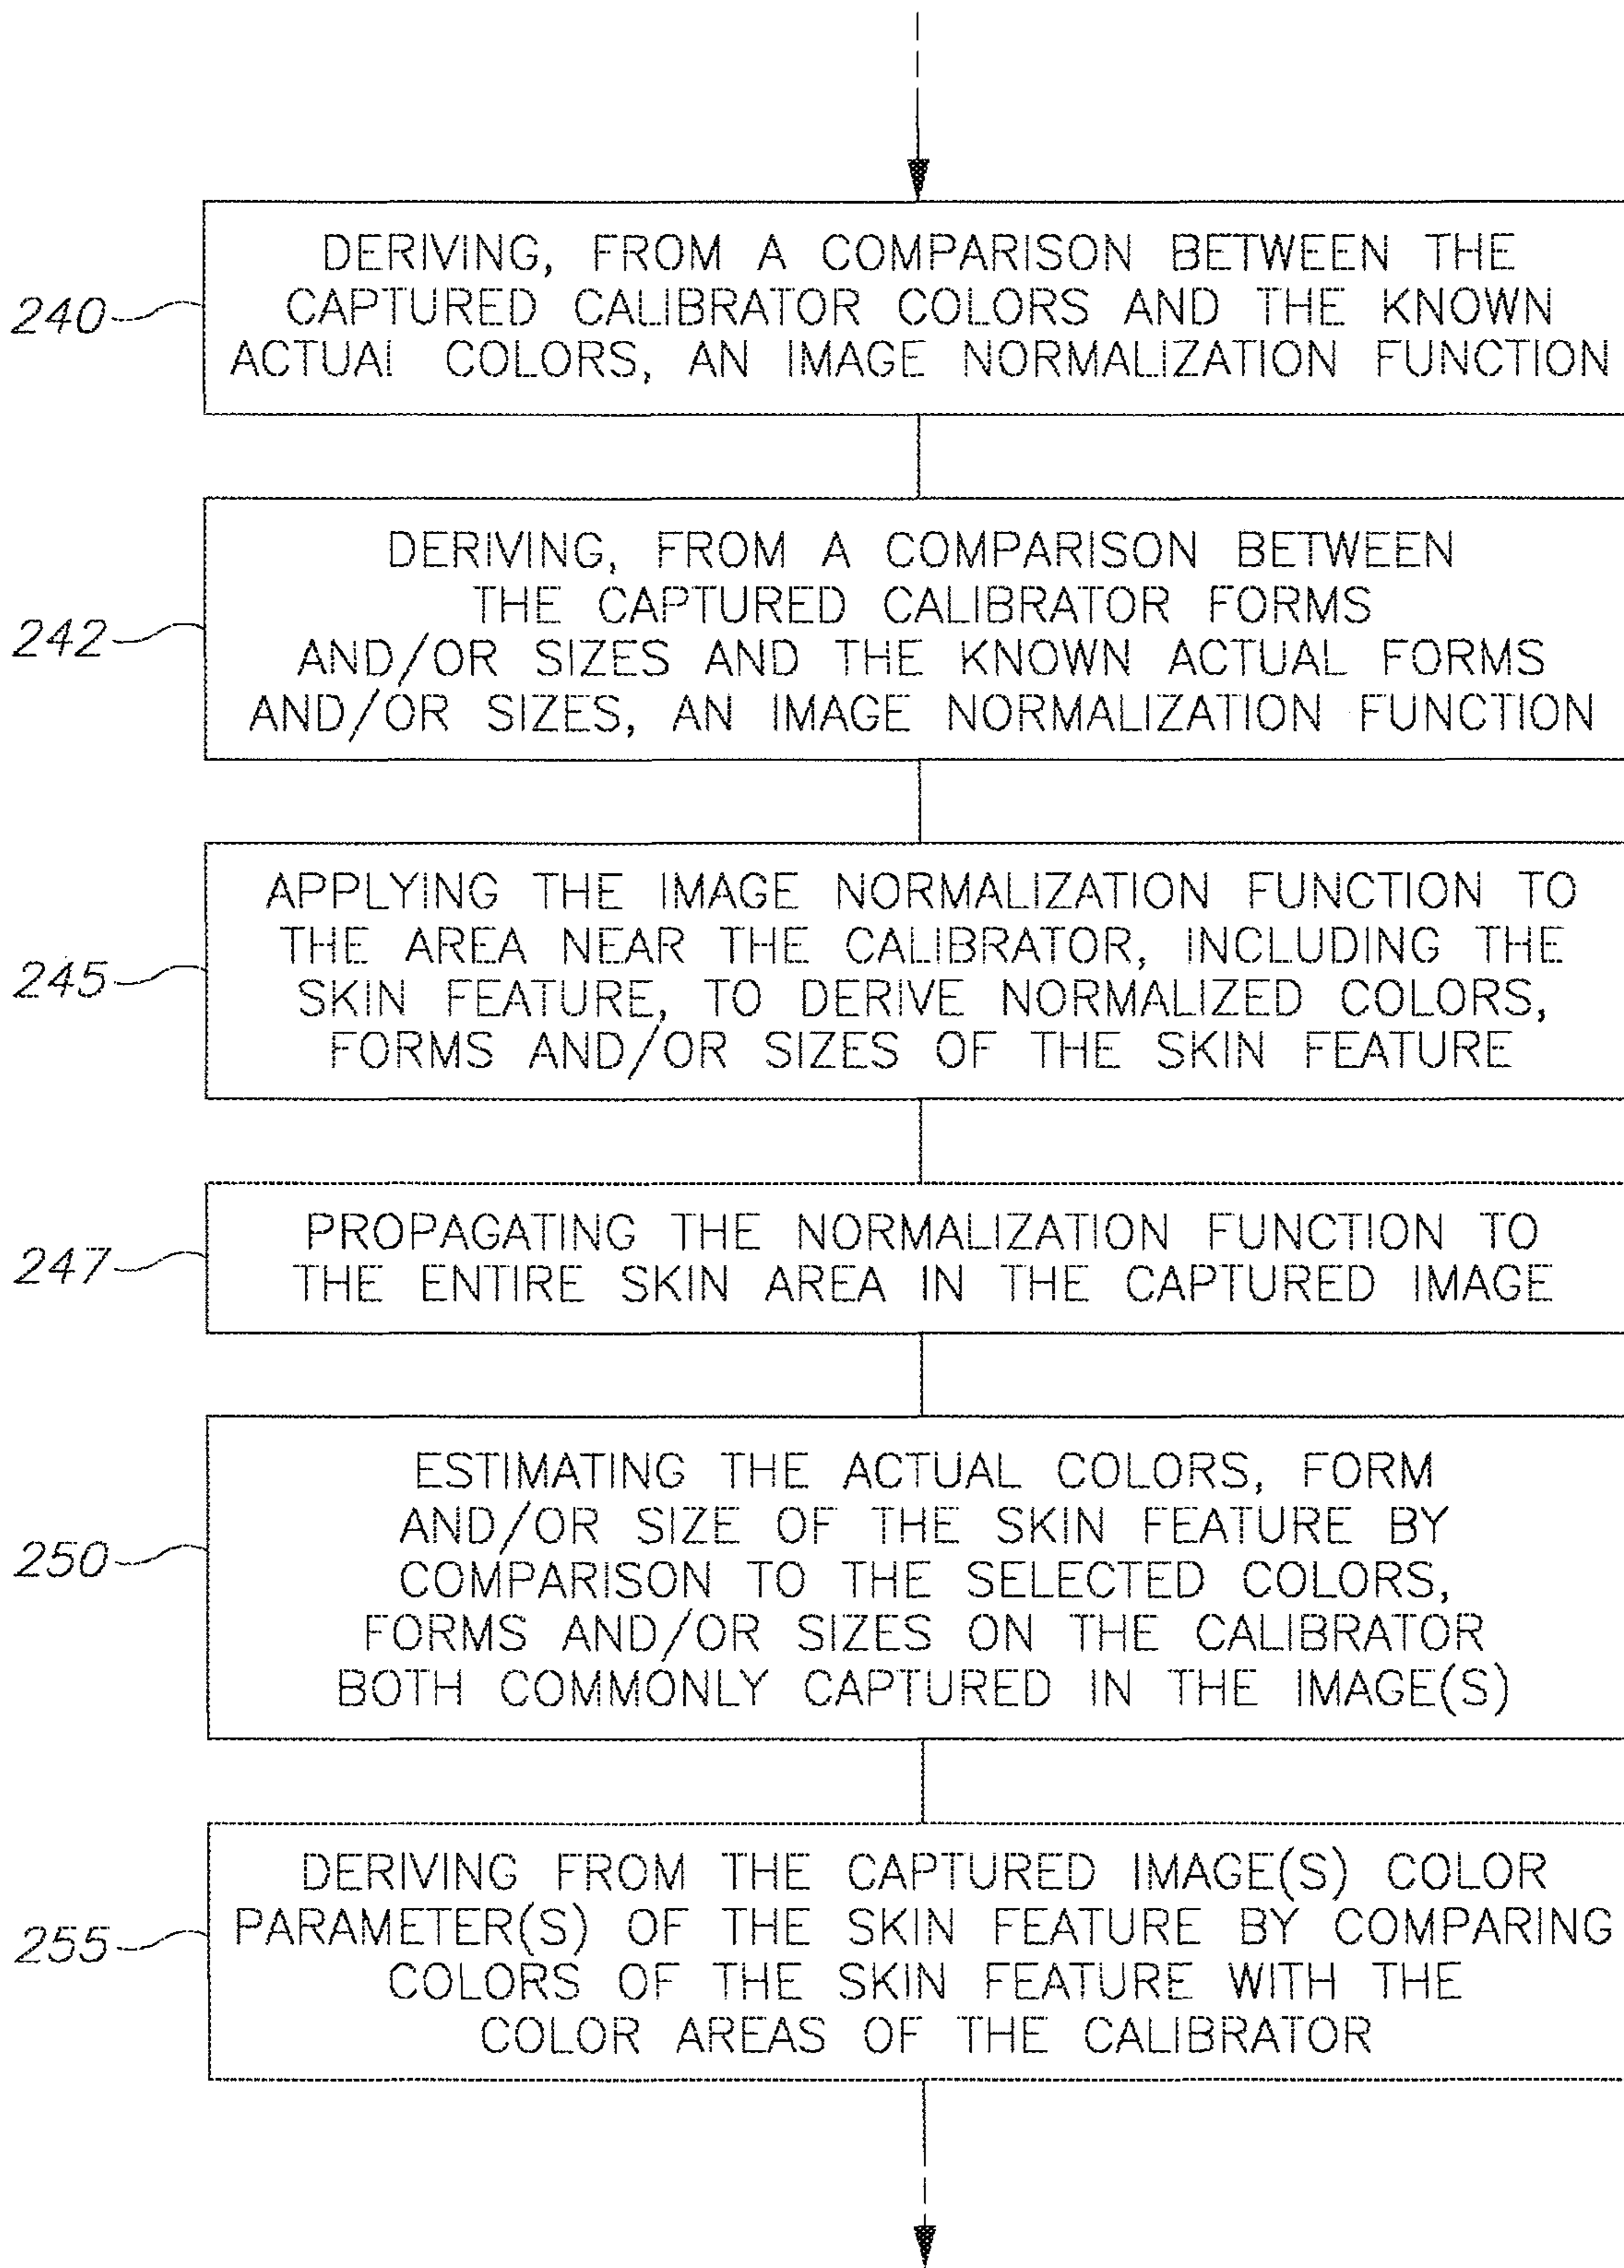 DERIVING, FROM A COMPARISON BETWEEN THE
240
CAPTURED CALIBRATOR COLORS AND THE KNOWN
ACTUAL COLORS, AN IMAGE NORMALIZATION FUNCTION
DERIVING, FROM A COMPARISON BETWEEN
THE CAPTURED CALIBRATOR FORMS
242
AND/OR SIZES AND THE KNOWN ACTUAL FORMS
AND/OR SIZES, AN IMAGE NORMALIZATION FUNCTION
APPLYING THE IMAGE NORMALIZATION FUNCTION TO
THE AREA NEAR THE CALIBRATOR, INCLUDING THE
245
SKIN FEATURE, TO DERIVE NORMALIZED COLORS,
FORMS AND/OR SIZES OF THE SKIN FEATURE
PROPAGATING THE NORMALIZATION FUNCTION TO
247
THE ENTIRE SKIN AREA IN THE CAPTURED IMAGE
ESTIMATING THE ACTUAL COLORS, FORM
AND/OR SIZE OF THE SKIN FEATURE BY
250
COMPARISON TO THE SELECTED COLORS,
FORMS AND/OR SIZES ON THE CALIBRATOR
BOTH COMMONLY CAPTURED IN THE IMAGE(S)
DERIVING FROM THE CAPTURED IMAGE(S) COLOR
PARAMETER(S) OF THE SKIN FEATURE BY COMPARING
255
COLORS OF THE SKIN FEATURE WITH THE
COLOR AREAS OF THE CALIBRATOR